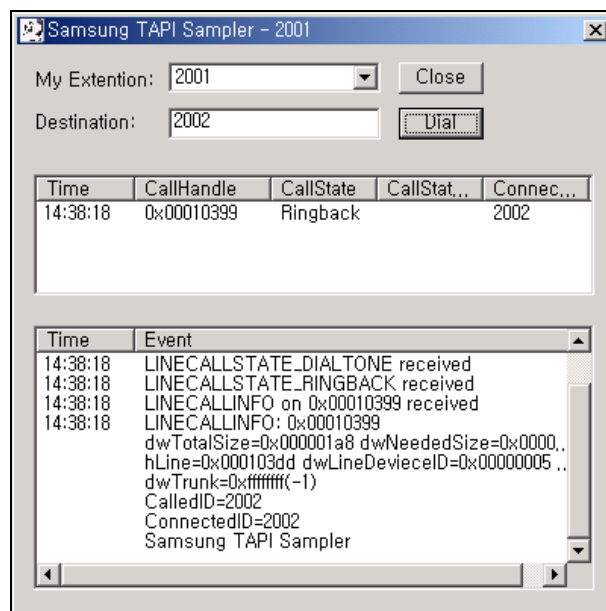 Samsung TAPI Sampler - 2001
My Extention: 2001 Close
Destination: 2002 Dial
Time CallHandle CallState CallStat,,, Connec,,,
14:38:18 0x00010399 Ringback 2002
Time Event
14:38:18 LINECALLSTATE_DIALTONE received
14:38:18 LINECALLSTATE_RINGBACK received
14:38:18 LINECALLINFO on 0x00010399 received
14:38:18 LINECALLINFO: 0x00010399
dwTotalSize=0x000001a8 dwNeededSize=0x0000,,
hLine=0x000103dd dwLineDevieceID=0x00000005 ,,
dwTrunk=0xffffffff(-1)
CalledID=2002
ConnectedID=2002
Samsung TAPI Sampler